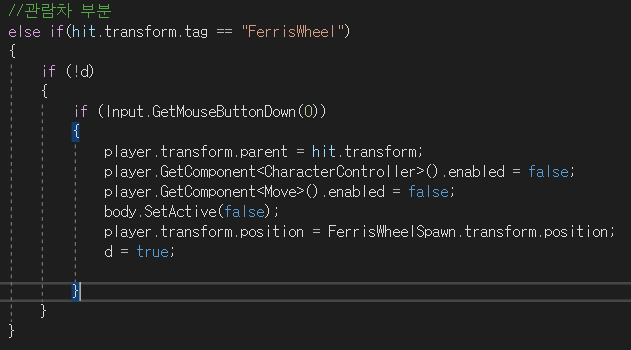 //관람차 부분
else if(hit.transform.tag == "FerrisWheel")
{
if (!d)
{
if (Input.GetMouseButtonDown(0))
{
player.transform.parent = hit.transform;
player.GetComponent<CharacterController>().enabled = false;
player.GetComponent<Move>().enabled = false;
body.SetActive(false);
player.transform.position = FerrisWheelSpawn.transform.position;
d = true;
}
}
}